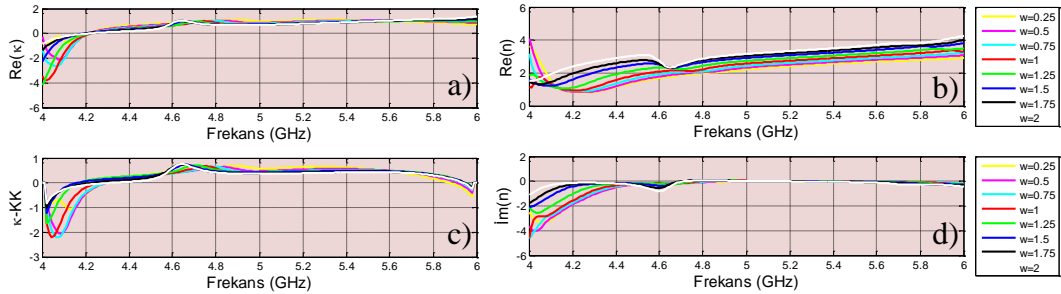 2
0
-2
-4
-6
Re(κ)
a)
4 4.2 4.4 4.6 4.8 5 5.2 5.4 5.6 5.8 6
Frekans (GHz)
6
4
2
0
Re(n)
b)
4 4.2 4.4 4.6 4.8 5 5.2 5.4 5.6 5.8 6
Frekans (GHz)
w=0.25
w=0.5
w=0.75
w=1
w=1.25
w=1.5
w=1.75
w=2
1
0
-1
-2
-3
κ-KK
c)
4 4.2 4.4 4.6 4.8 5 5.2 5.4 5.6 5.8 6
Frekans (GHz)
2
0
-2
-4
-6
İm(n)
d)
4 4.2 4.4 4.6 4.8 5 5.2 5.4 5.6 5.8 6
Frekans (GHz)
w=0.25
w=0.5
w=0.75
w=1
w=1.25
w=1.5
w=1.75
w=2